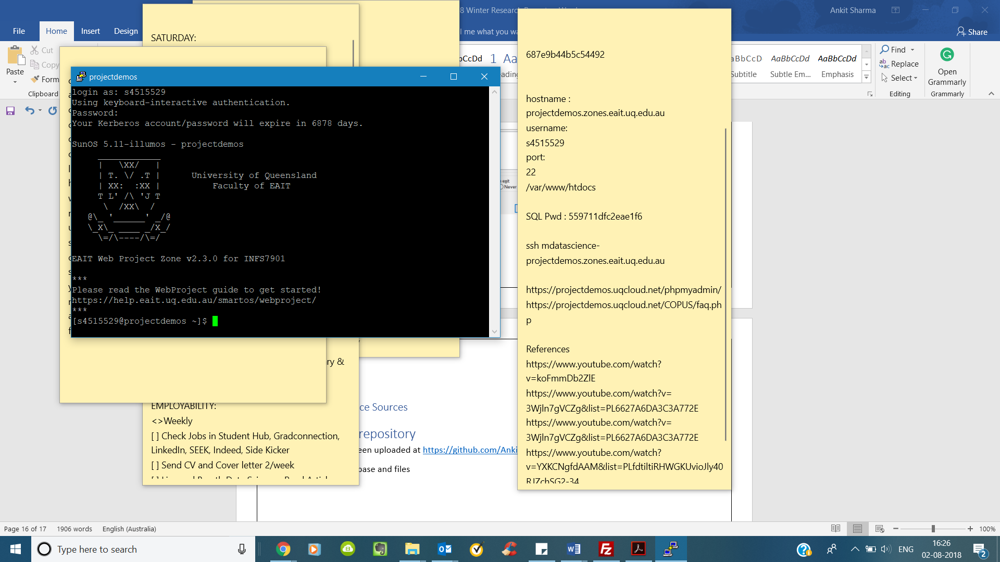 8 Winter Research
Ankit Sharma
File
Home
Insert
Design
l me what you wa
Share
SATURDAY:
Cut
Copy
Form
Paste
Clipboard
bCcDd
1 Aa
eading
aBbCcD
Subtitle
AaBbCcDd
Subtle Em...
AaBbCcDd
Emphasis
Find
Replace
Select
Editing
Open
Grammarly
Grammarly
projectdemos
login as: s4515529
Using keyboard-interactive authentication.
Password:
Your Kerberos account/password will expire in 6878 days.
SunOS 5.11-illumos - projectdemos
_____________
|   \XX/   |
| T. \/ .T |      University of Queensland
| XX:  :XX |          Faculty of EAIT
T L' /\ 'J T
\  /XX\  /
@\_ '______' _/@
\_X\_ ____ _/X_/
\=/\----/\=/
EAIT Web Project Zone v2.3.0 for INFS7901
***
Please read the WebProject guide to get started!
https://help.eait.uq.edu.au/smartos/webproject/
***
[s4515529@projectdemos ~]$
687e9b44b5c54492
hostname :
projectdemos.zones.eait.uq.edu.au
username:
s4515529
port:
22
/var/www/htdocs
SQL Pwd : 559711dfc2eae1f6
ssh mdatascience-
projectdemos.zones.eait.uq.edu.au
https://projectdemos.uqcloud.net/phpmyadmin/
https://projectdemos.uqcloud.net/COPUS/faq.ph
p
References
https://www.youtube.com/watch?
v=koFmmDb2ZlE
https://www.youtube.com/watch?v=
3Wjln7gVCZg&list=PL6627A6DA3C3A772E
https://www.youtube.com/watch?v=
3Wjln7gVCZg&list=PL6627A6DA3C3A772E
https://www.youtube.com/watch?
v=YXKCNgfdAAM&list=PLfdtiltiRHWGKUvioJly40
RJZcbSG2-34
exit
Never
ry &
EMPLOYABILITY:
<>Weekly
[ ] Check Jobs in Student Hub, Gradconnection,
LinkedIn, SEEK, Indeed, Side Kicker
[ ] Send CV and Cover letter 2/week
ce Sources
repository
een uploaded at https://github.com/Anki
base and files
Page 16 of 17
1906 words
English (Australia)
100%
Type here to search
ENG
16:26
02-08-2018
2